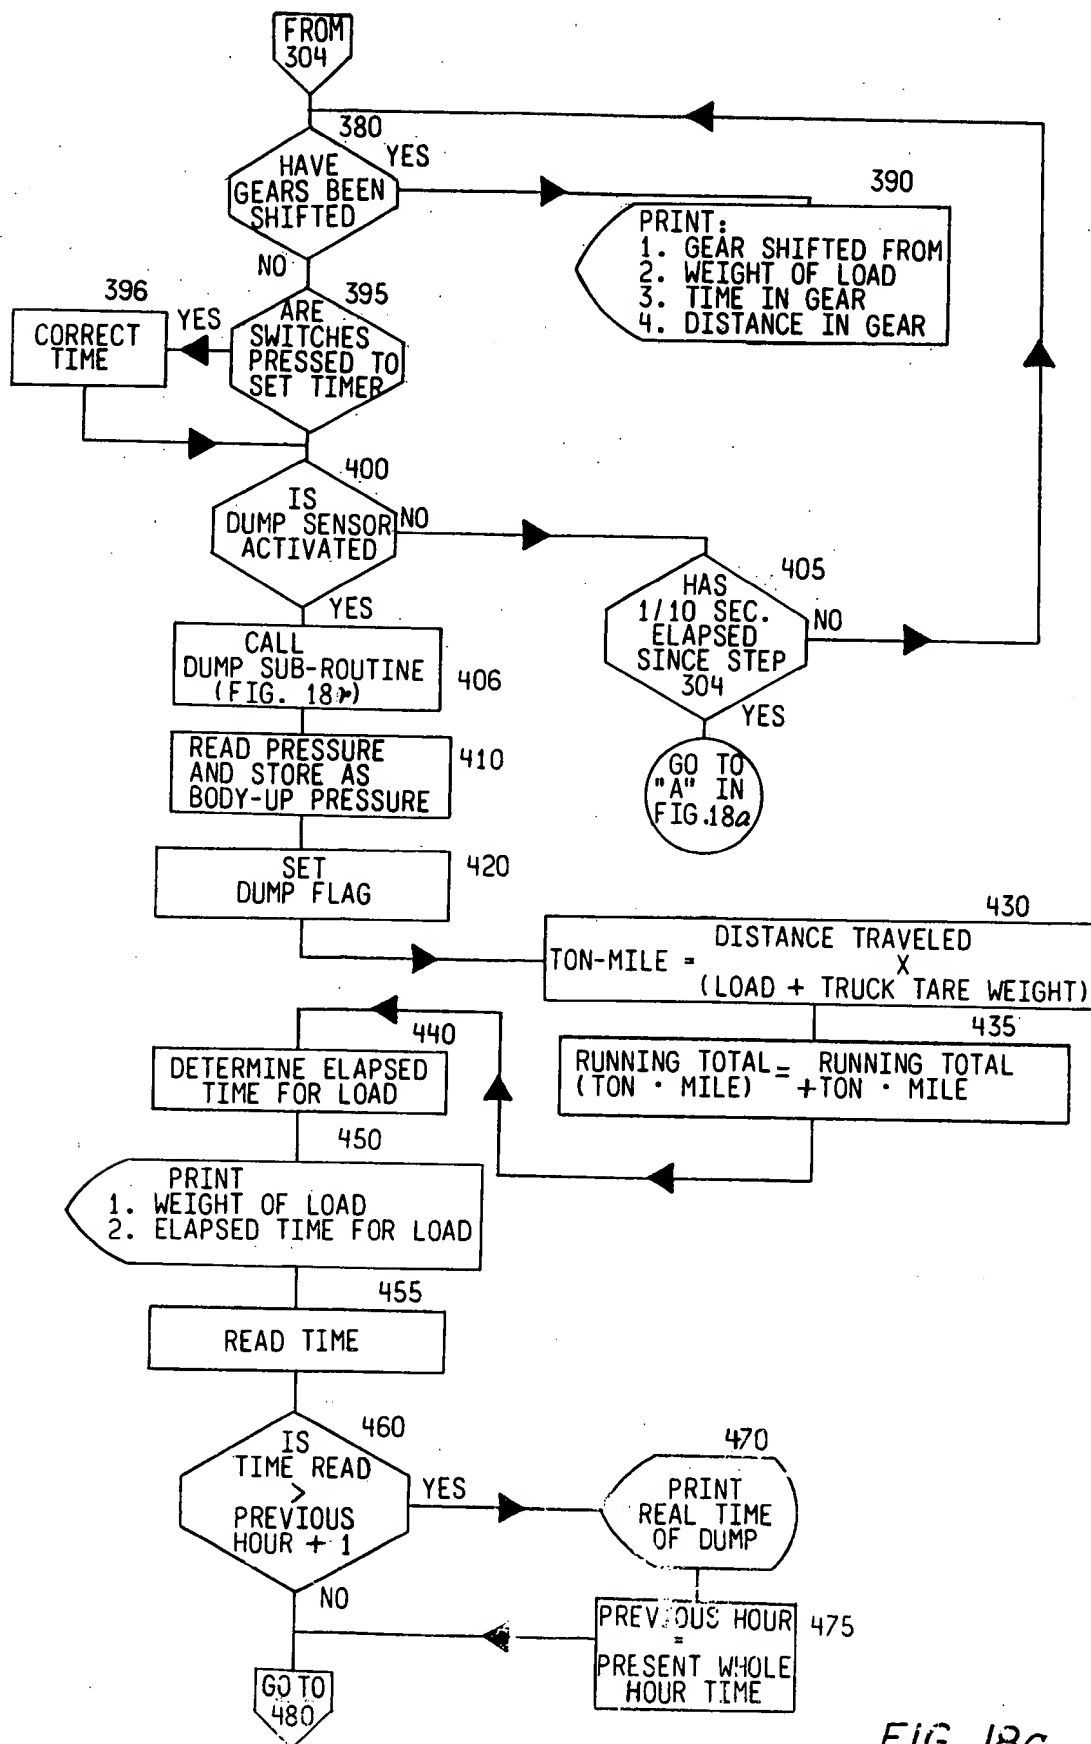 FROM
304
380
HAVE
GEARS BEEN
SHIFTED
YES
NO
390
PRINT:
1. GEAR SHIFTED FROM
2. WEIGHT OF LOAD
3. TIME IN GEAR
4. DISTANCE IN GEAR
395
ARE
SWITCHES
PRESSED TO
SET TIMER
YES
396
CORRECT
TIME
400
IS
DUMP SENSOR
ACTIVATED
NO
YES
405
HAS
1/10 SEC.
ELAPSED
SINCE STEP
304
NO
YES
GO TO
"A" IN
FIG.18a
CALL
DUMP SUB-ROUTINE
(FIG. 18)
406
READ PRESSURE
AND STORE AS
BODY-UP PRESSURE
410
SET
DUMP FLAG
420
430
DISTANCE TRAVELED
TON-MILE = X
(LOAD + TRUCK TARE WEIGHT)
435
RUNNING TOTAL = RUNNING TOTAL
(TON · MILE) +TON · MILE
440
DETERMINE ELAPSED
TIME FOR LOAD
450
PRINT
1. WEIGHT OF LOAD
2. ELAPSED TIME FOR LOAD
455
READ TIME
460
IS
TIME READ
>
PREVIOUS
HOUR + 1
YES
NO
470
PRINT
REAL TIME
OF DUMP
PREVIOUS HOUR
=
PRESENT WHOLE
HOUR TIME
475
GO TO
480
FIG. 18c